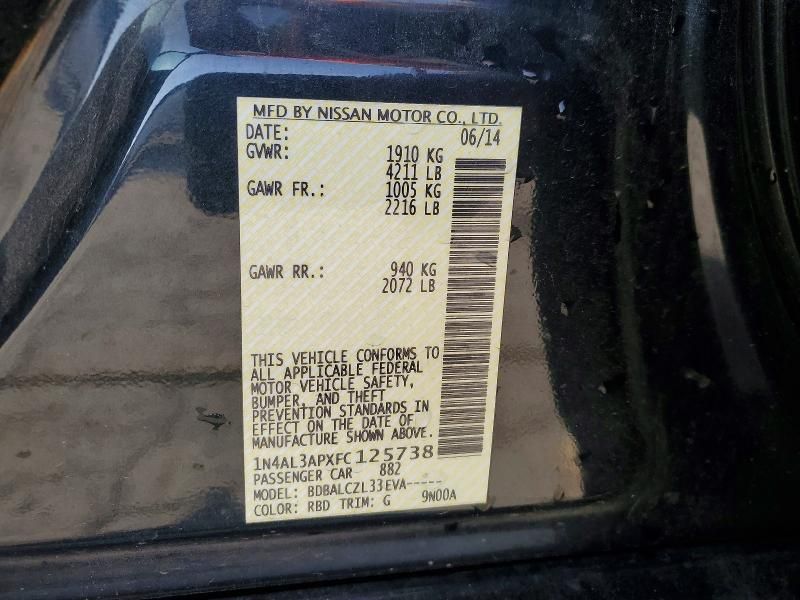 MFD BY NISSAN MOTOR CO., LTD.
DATE: 06/14
GVWR: 1910 KG
4211 LB
GAWR FR.: 1005 KG
2216 LB
GAWR RR.: 940 KG
2072 LB
THIS VEHICLE CONFORMS TO
ALL APPLICABLE FEDERAL
MOTOR VEHICLE SAFETY,
BUMPER, AND THEFT
PREVENTION STANDARDS IN
EFFECT ON THE DATE OF
MANUFACTURE SHOWN ABOVE.
1N4AL3APXFC125738
PASSENGER CAR 882
MODEL: BDBALCZL33EVA-----
COLOR: RBD TRIM: G 9N00A